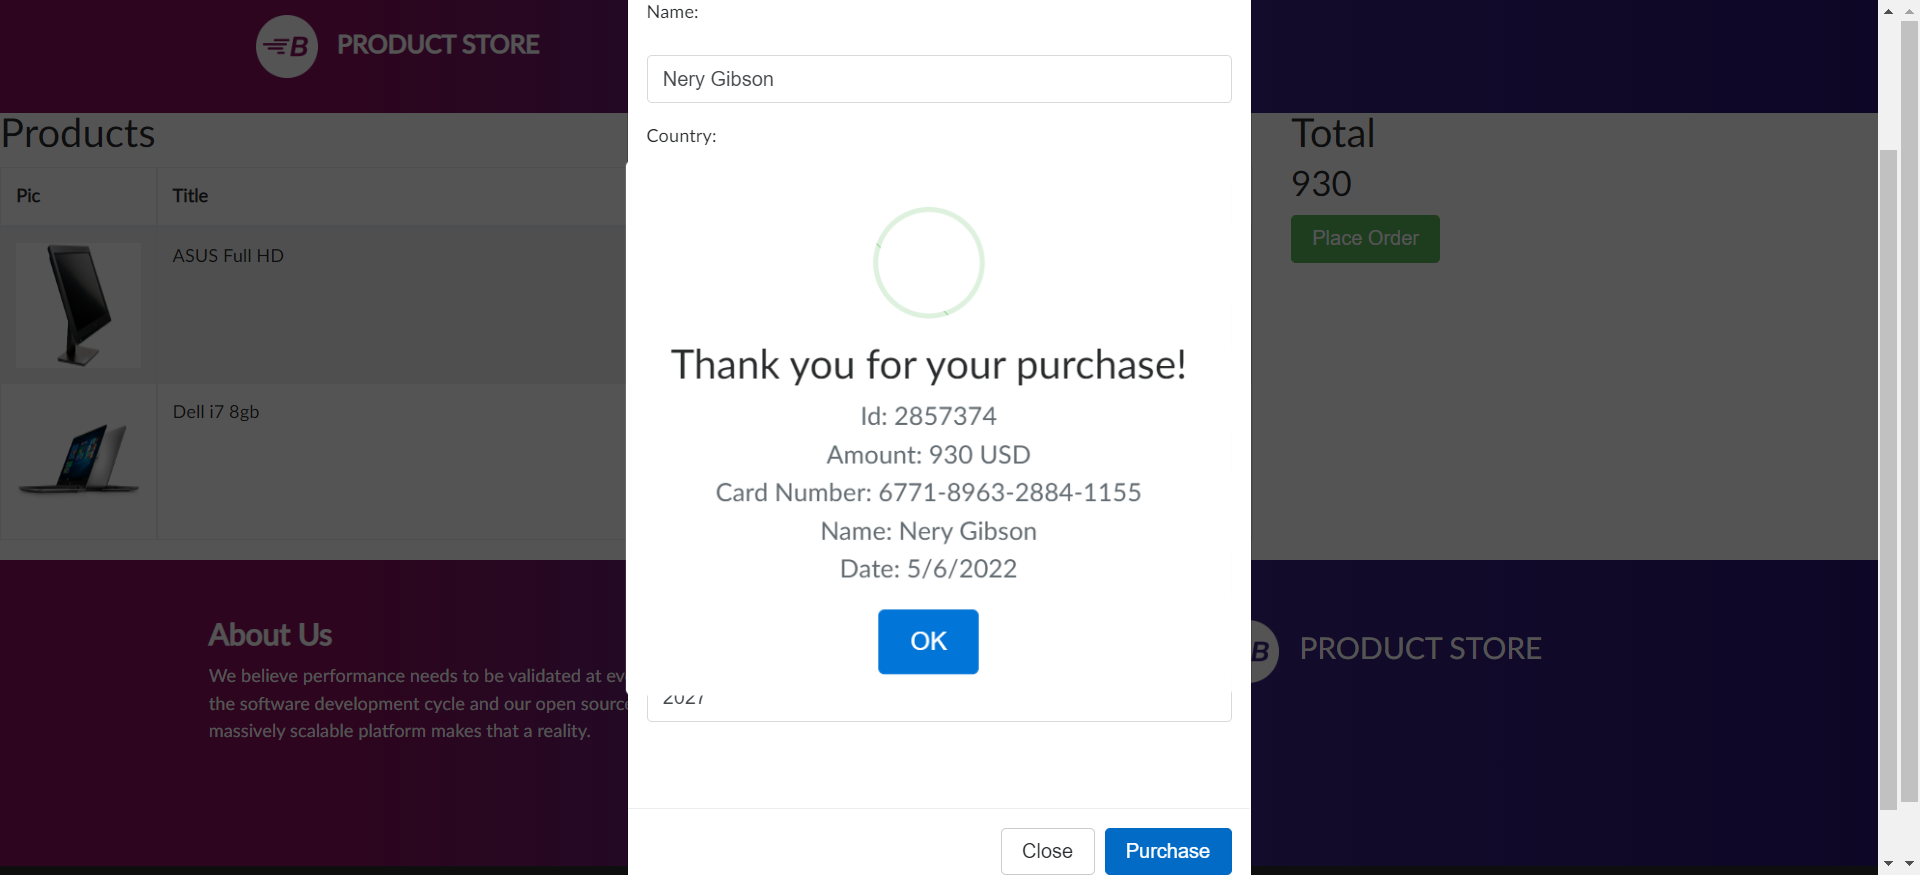 B PRODUCT STORE
Name:
Nery Gibson
Country:
Products
Pic Title
ASUS Full HD
Dell i7 8gb
Total
930
Place Order
Thank you for your purchase!
Id: 2857374
Amount: 930 USD
Card Number: 6771-8963-2884-1155
Name: Nery Gibson
Date: 5/6/2022
OK
2027
About Us
We believe performance needs to be validated at
the software development cycle and our open source
massively scalable platform makes that a reality.
B PRODUCT STORE
Close Purchase